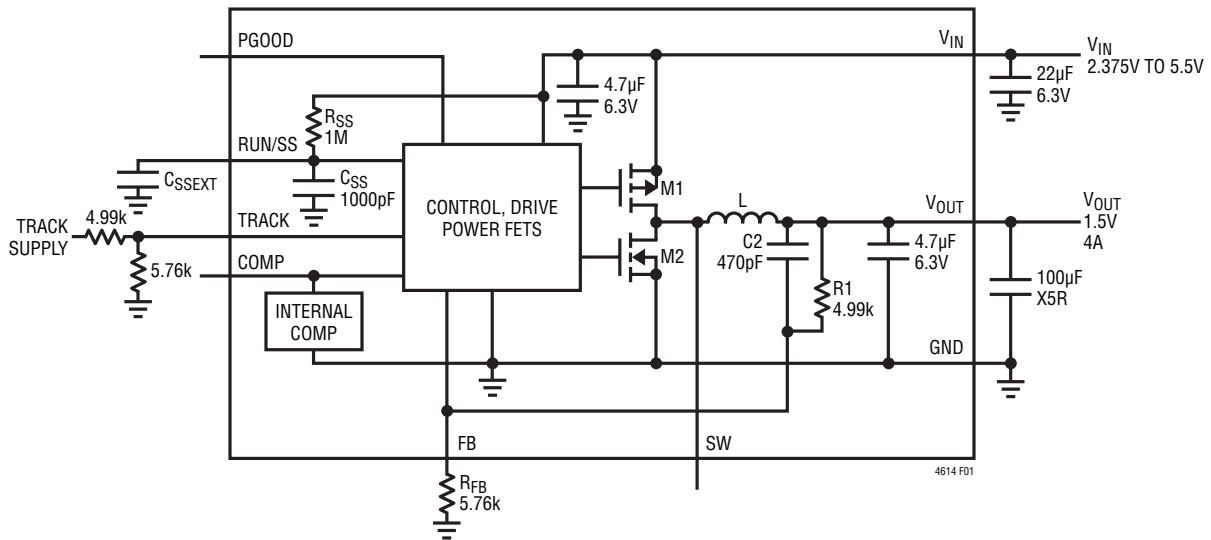 PGOOD
V_IN
V_IN
2.375V TO 5.5V
4.7µF
6.3V
22µF
6.3V
R_SS
1M
RUN/SS
C_SSEXT
C_SS
1000pF
CONTROL, DRIVE
POWER FETS
M1
L
V_OUT
V_OUT
1.5V
4A
4.99k
TRACK
SUPPLY
TRACK
5.76k
M2
C2
470pF
4.7µF
6.3V
COMP
R1
4.99k
100µF
X5R
INTERNAL
COMP
GND
FB
SW
4614 F01
R_FB
5.76k